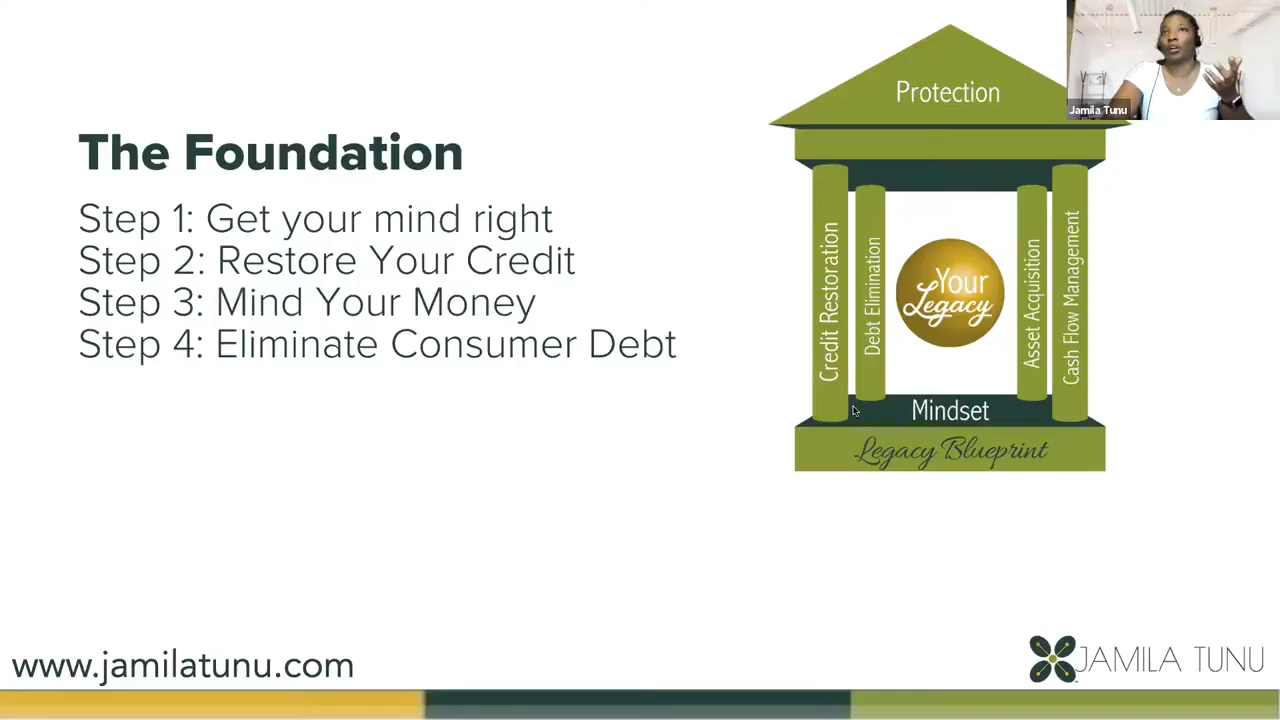 The Foundation
Step 1: Get your mind right
Step 2: Restore Your Credit
Step 3: Mind Your Money
Step 4: Eliminate Consumer Debt
Protection
Credit Restoration
Debt Elimination
Your
Legacy
Asset Acquisition
Cash Flow Management
Mindset
Legacy Blueprint
Jamila Tunu
www.jamilatunu.com
JAMILA TUNU